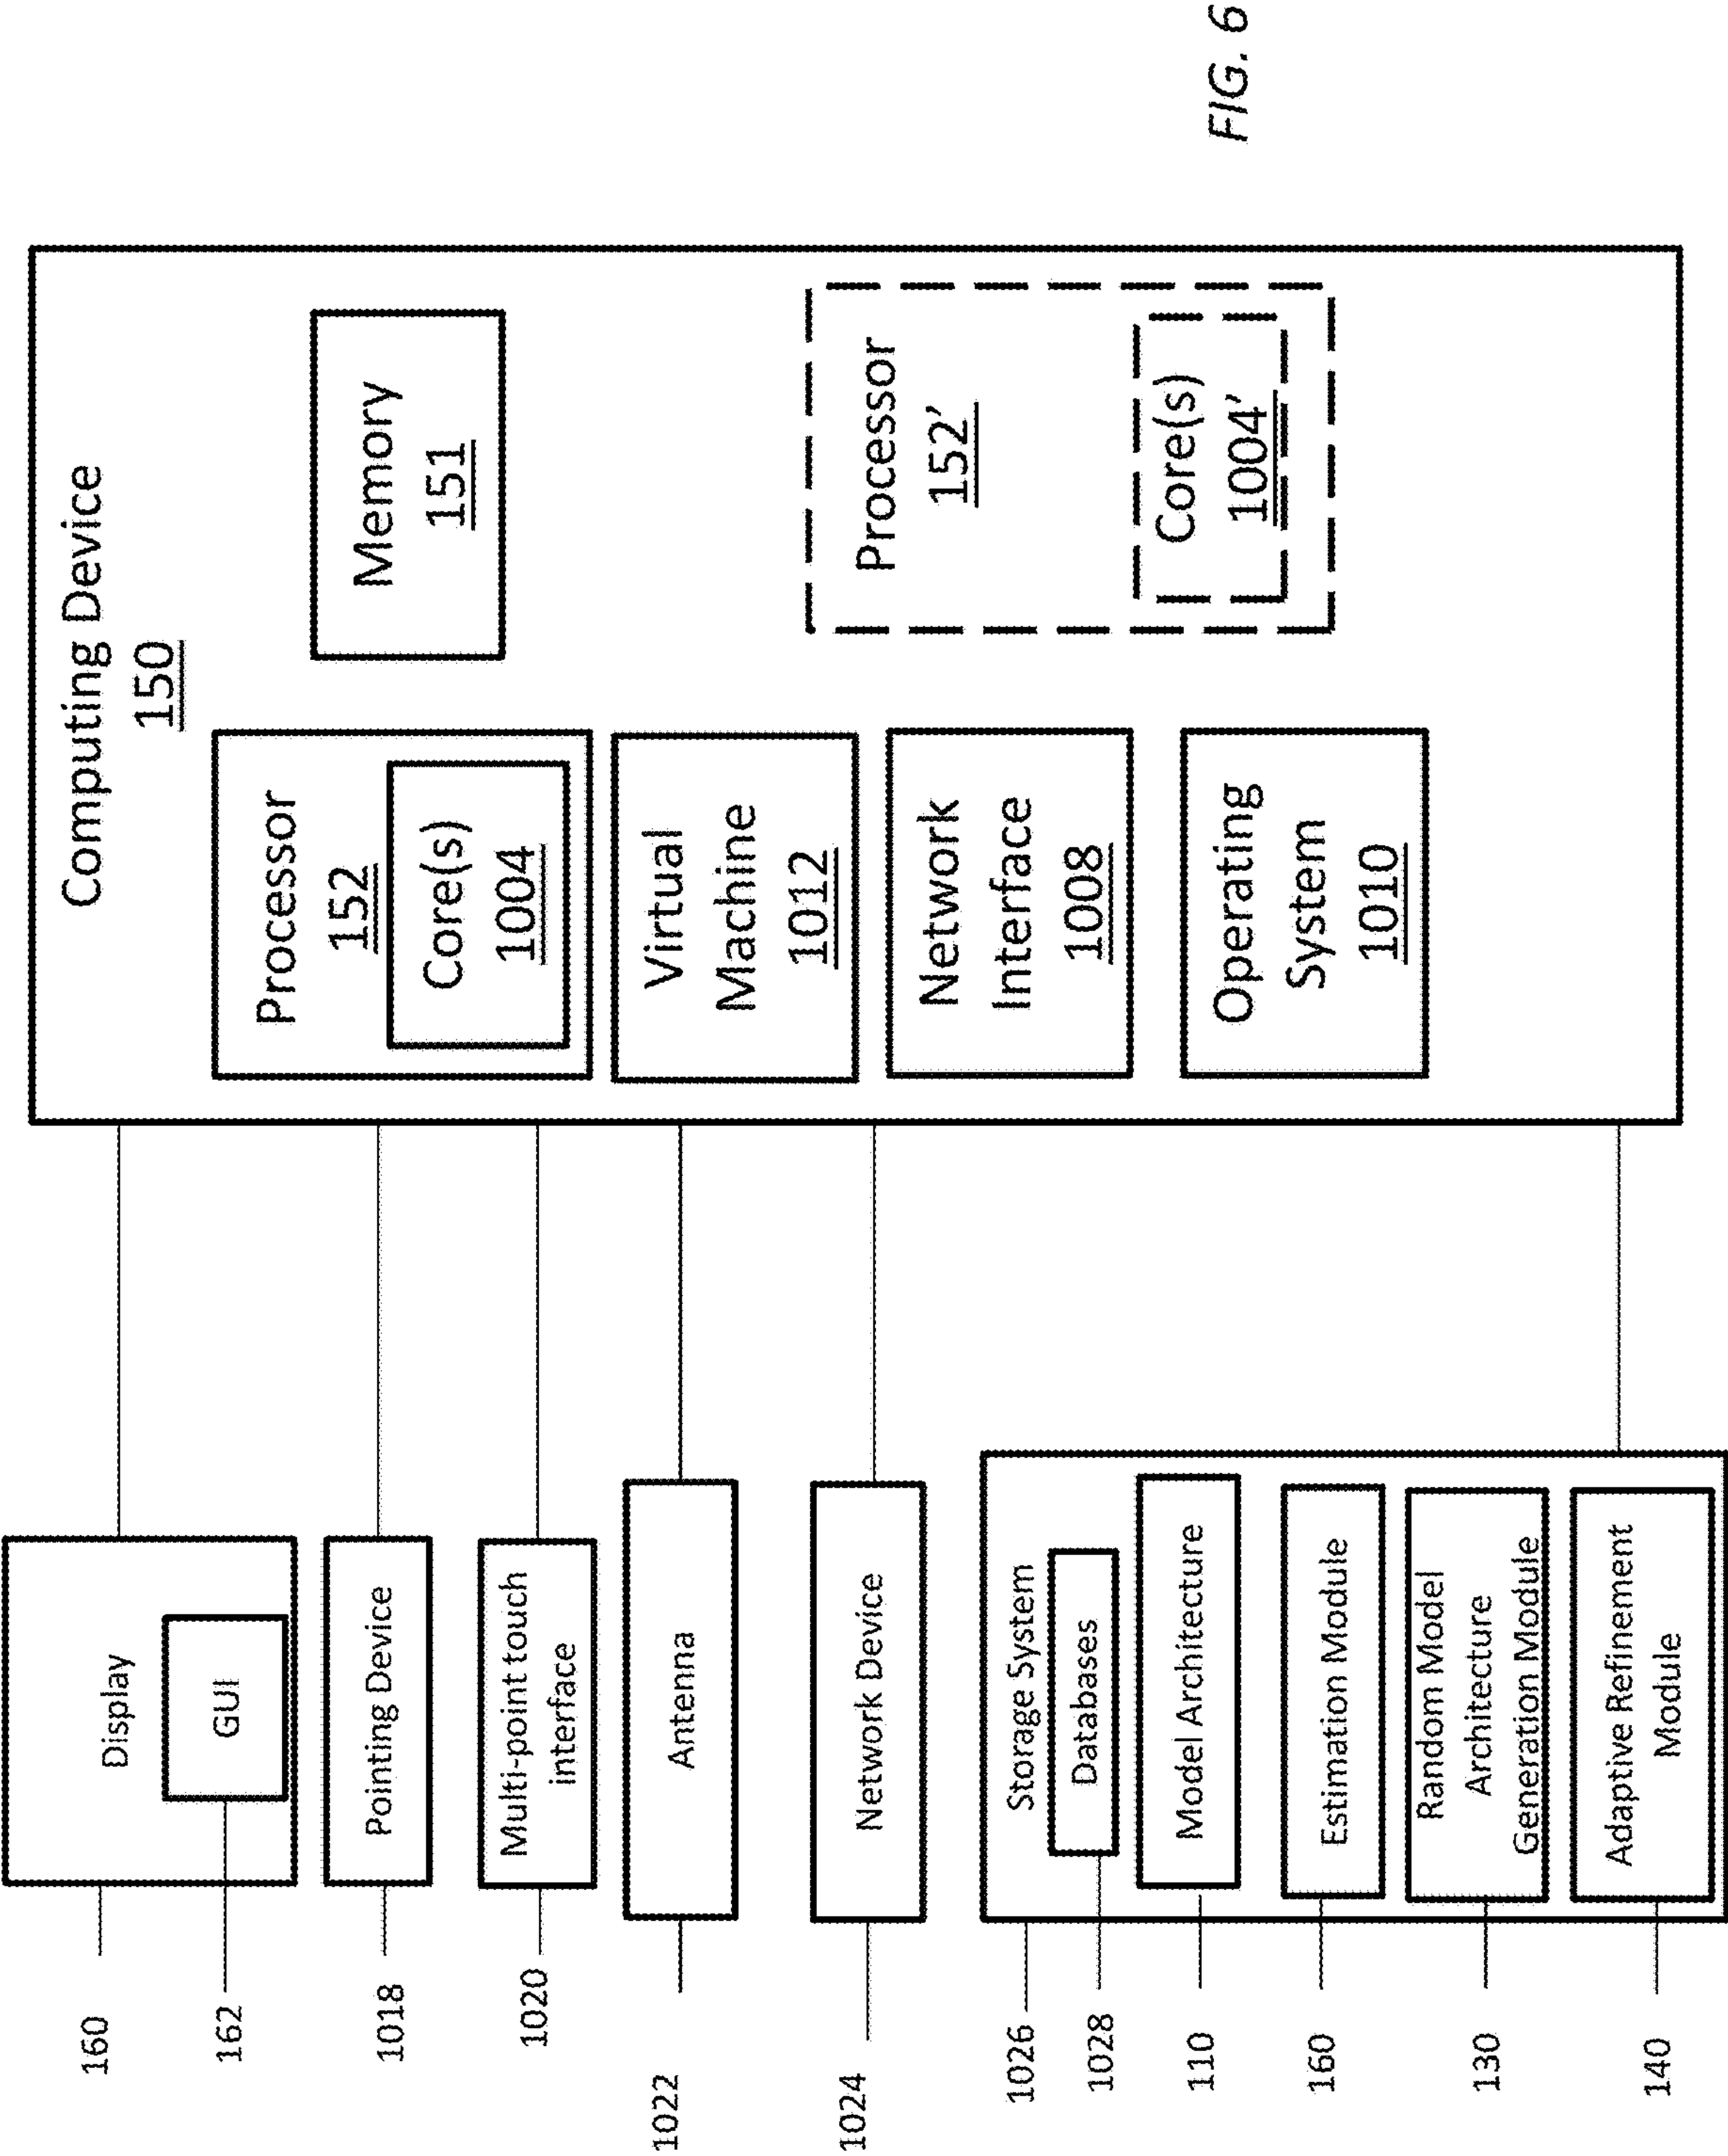 Computing Device
150
Processor
152
Core(s)
1004
Memory
151
Virtual
Machine
1012
Network
Interface
1008
Processor
152'
Core(s)
1004'
Operating
System
1010
160
Display
162
GUI
1018
Pointing Device
1020
Multi-point touch
interface
1022
Antenna
1024
Network Device
1026
Storage System
1028
Databases
110
Model Architecture
160
Estimation Module
130
Random Model
Architecture
Generation Module
140
Adaptive Refinement
Module
FIG. 6